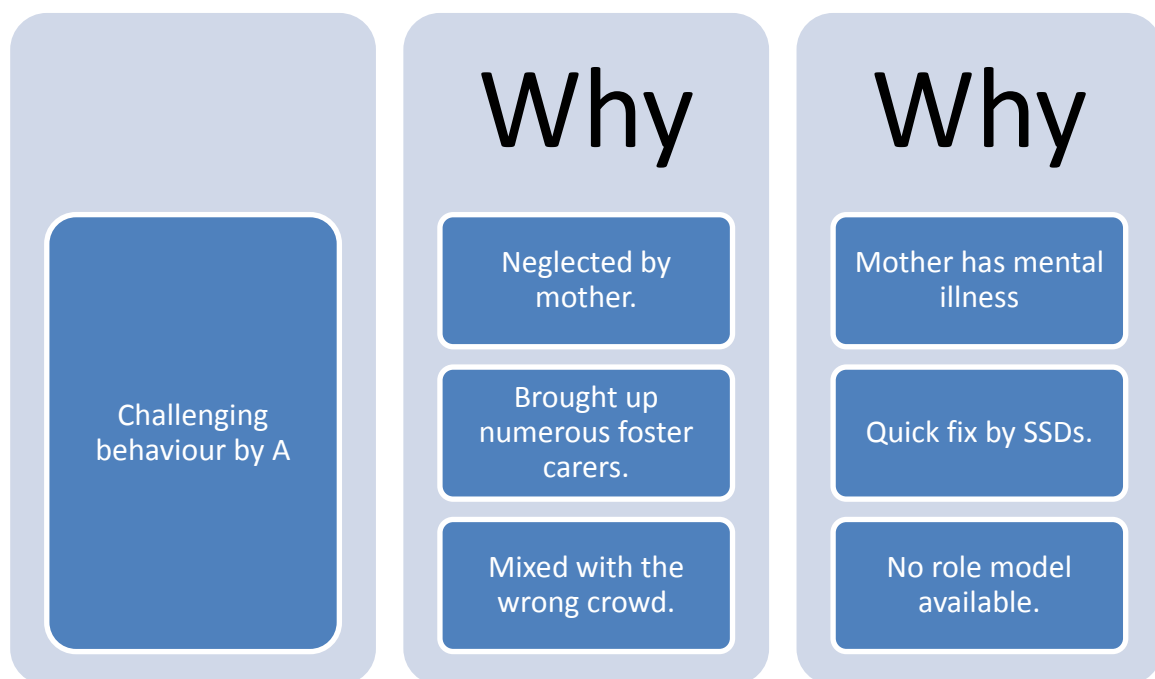 Challenging
behaviour by A
Why
Neglected by
mother.
Brought up
numerous foster
carers.
Mixed with the
wrong crowd.
Why
Mother has mental
illness
Quick fix by SSDs.
No role model
available.